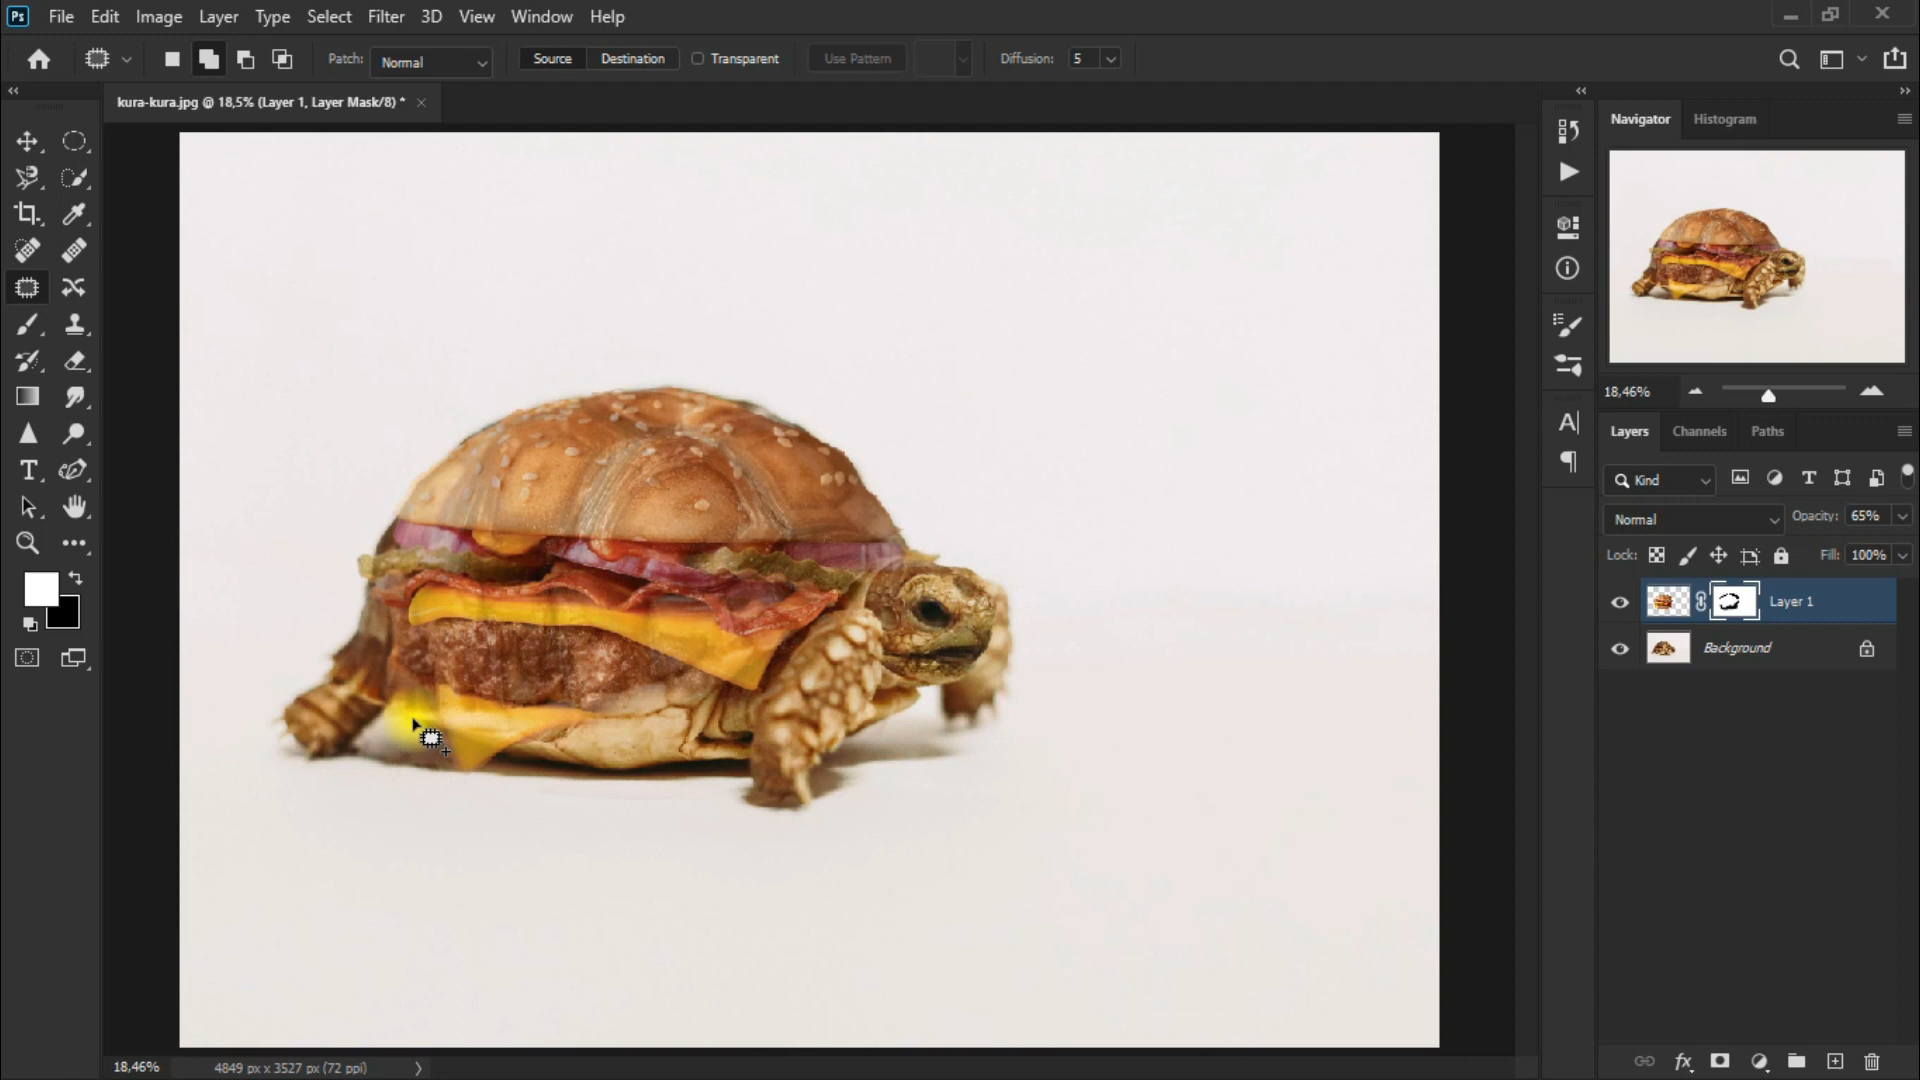 Ps File Edit Image Layer Type Select Filter 3D View Window Help
Patch: Normal Source Destination Transparent Use Pattern Diffusion: 5
kura-kura.jpg @ 18,5% (Layer 1, Layer Mask/8) *
Navigator Histogram
18,46%
Layers Channels Paths
Kind
Normal Opacity: 65%
Lock: Fill: 100%
Layer 1
Background
18,46% 4849 px x 3527 px (72 ppi)